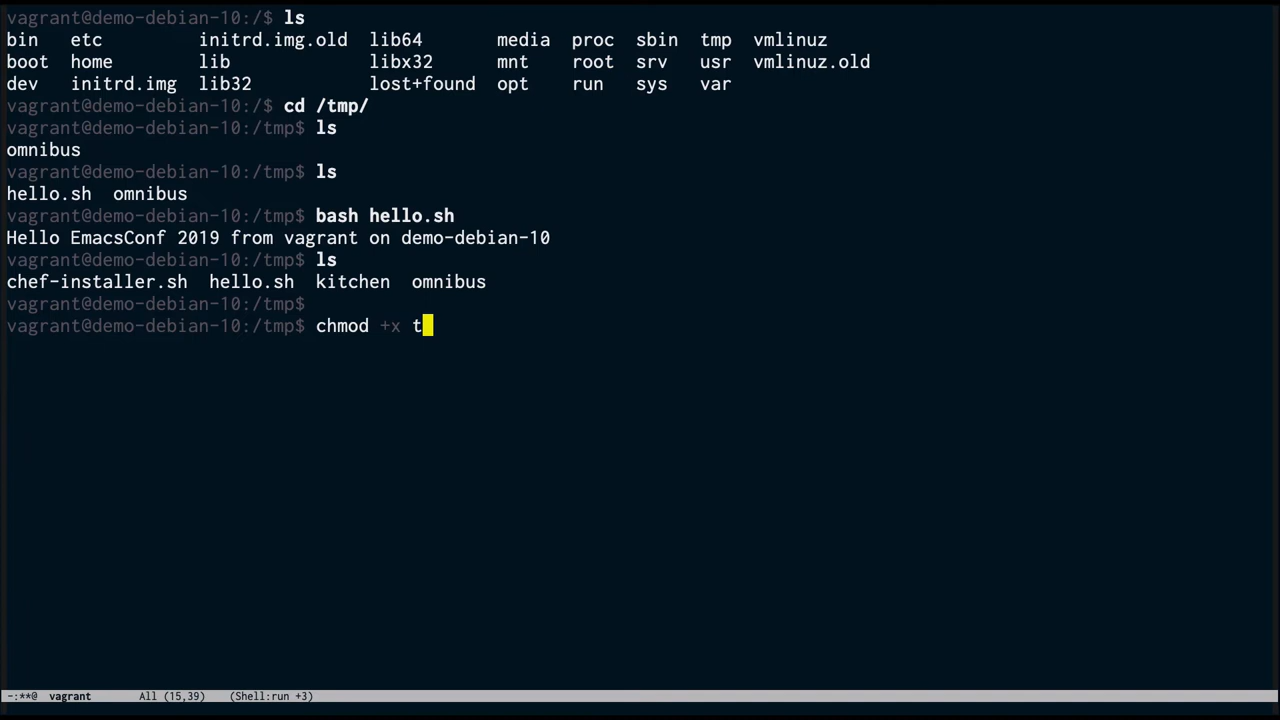 vagrant@demo-debian-10:/$ ls
bin   etc         initrd.img.old  lib64       media  proc  sbin  tmp  vmlinuz
boot  home        lib             libx32      mnt    root  srv   usr  vmlinuz.old
dev   initrd.img  lib32           lost+found  opt    run   sys   var
vagrant@demo-debian-10:/$ cd /tmp/
vagrant@demo-debian-10:/tmp$ ls
omnibus
vagrant@demo-debian-10:/tmp$ ls
hello.sh  omnibus
vagrant@demo-debian-10:/tmp$ bash hello.sh
Hello EmacsConf 2019 from vagrant on demo-debian-10
vagrant@demo-debian-10:/tmp$ ls
chef-installer.sh  hello.sh  kitchen  omnibus
vagrant@demo-debian-10:/tmp$
vagrant@demo-debian-10:/tmp$ chmod +x t
-:**@  vagrant        All (15,39)    (Shell:run +3)